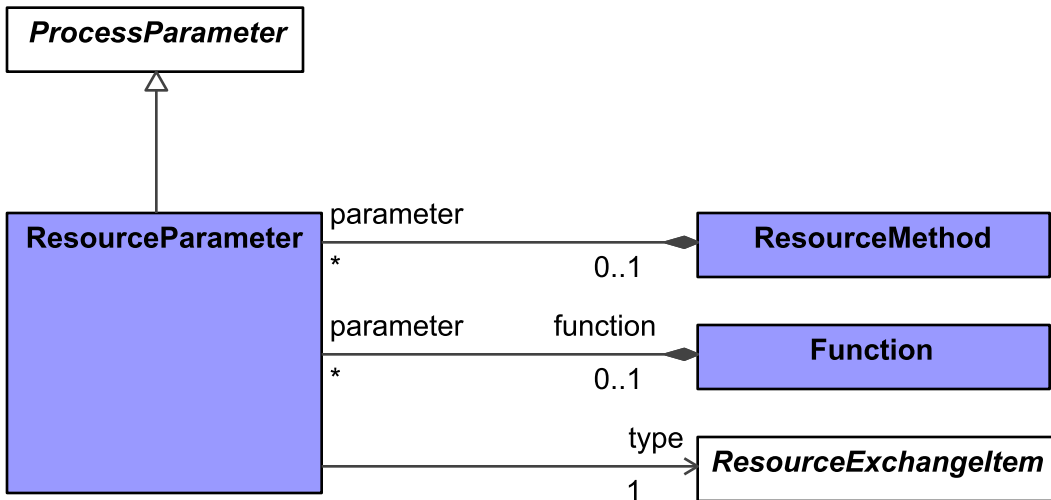 ProcessParameter
parameter
ResourceParameter
ResourceMethod
*
0..1
parameter
function
Function
*
0..1
type
ResourceExchangeItem
1